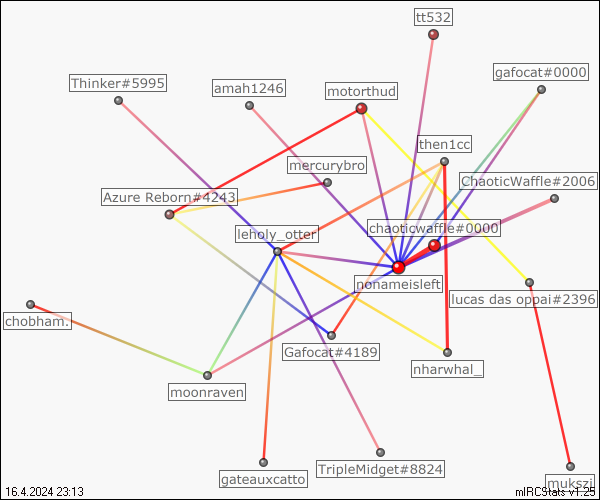 tt532
gafocat#0000
Thinker#5995
amah1246
motorthud
then1cc
mercurybro
ChaoticWaffle#2006
Azure Reborn#4243
chaoticwaffle#0000
leholy_otter
nonameisleft
lucas das oppai#2396
chobham.
Gafocat#4189
nharwhal_
moonraven
gateauxcatto
TripleMidget#8824
mukszi
16.4.2024 23:13
mIRCStats v1.25